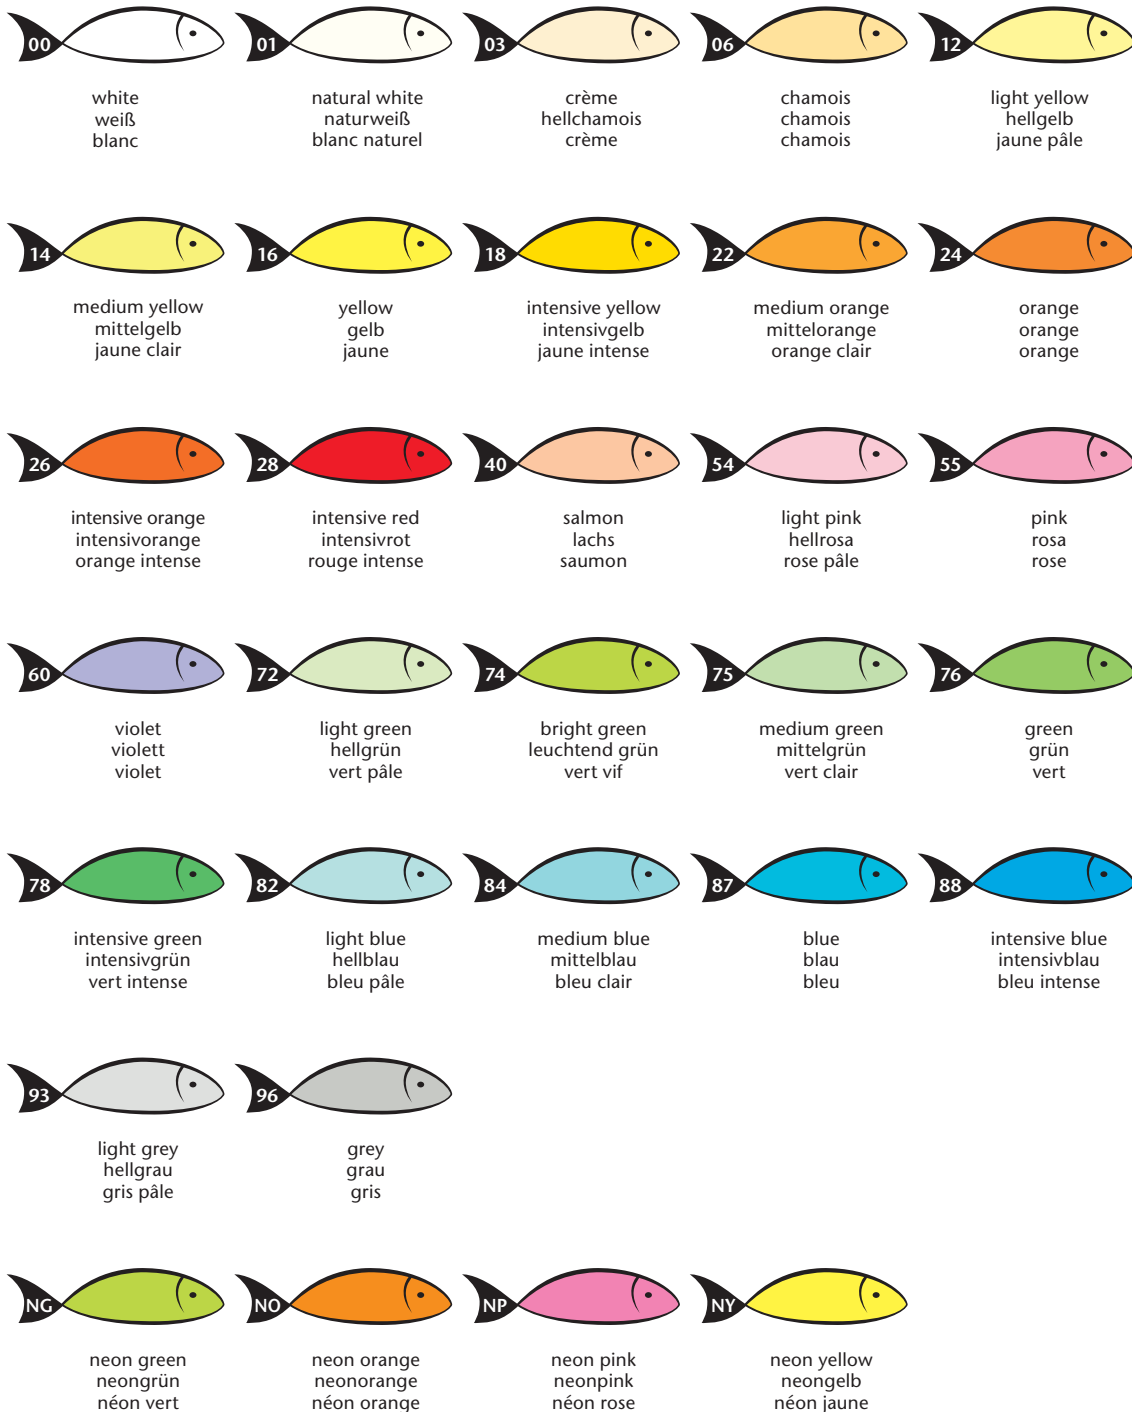 00 01 03 06 12
white natural white crème chamois light yellow
weiß naturweiß hellchamois chamois hellgelb
blanc blanc naturel crème chamois jaune pâle
14 16 18 22 24
medium yellow yellow intensive yellow medium orange orange
mittelgelb gelb intensivgelb mittelorange orange
jaune clair jaune jaune intense orange clair orange
26 28 40 54 55
intensive orange intensive red salmon light pink pink
intensivorange intensivrot lachs hellrosa rosa
orange intense rouge intense saumon rose pâle rose
60 72 74 75 76
violet light green bright green medium green green
violett hellgrün leuchtend grün mittelgrün grün
violet vert pâle vert vif vert clair vert
78 82 84 87 88
intensive green light blue medium blue blue intensive blue
intensivgrün hellblau mittelblau blau intensivblau
vert intense bleu pâle bleu clair bleu bleu intense
93 96
light grey grey
hellgrau grau
gris pâle gris
NG NO NP NY
neon green neon orange neon pink neon yellow
neongrün neonorange neonpink neongelb
néon vert néon orange néon rose néon jaune